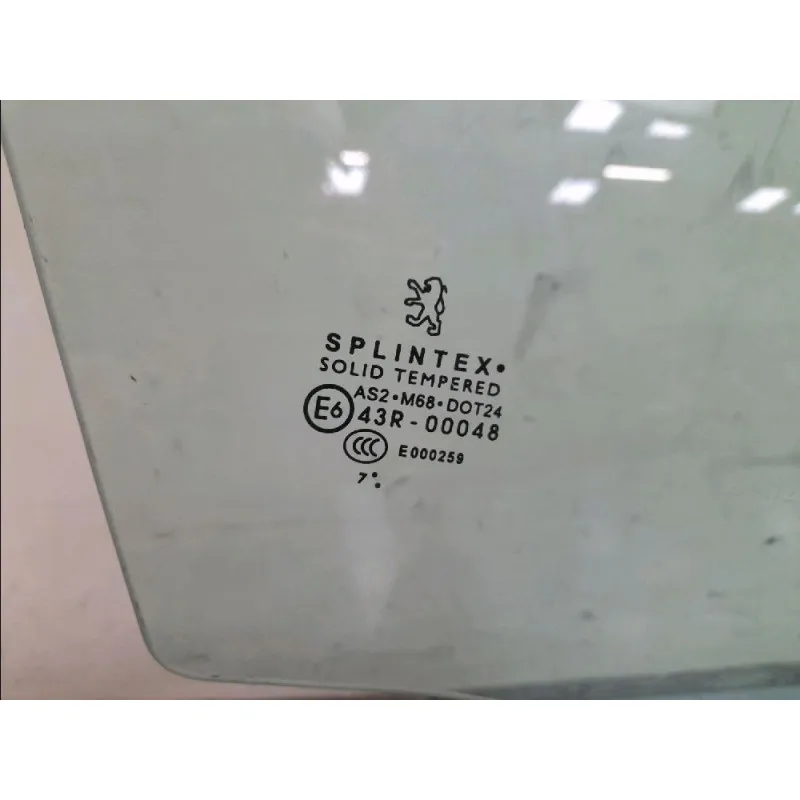 SPLINTEX•
SOLID TEMPERED
AS2•M68•DOT24
E6 43R-00048
CCC E000259
7